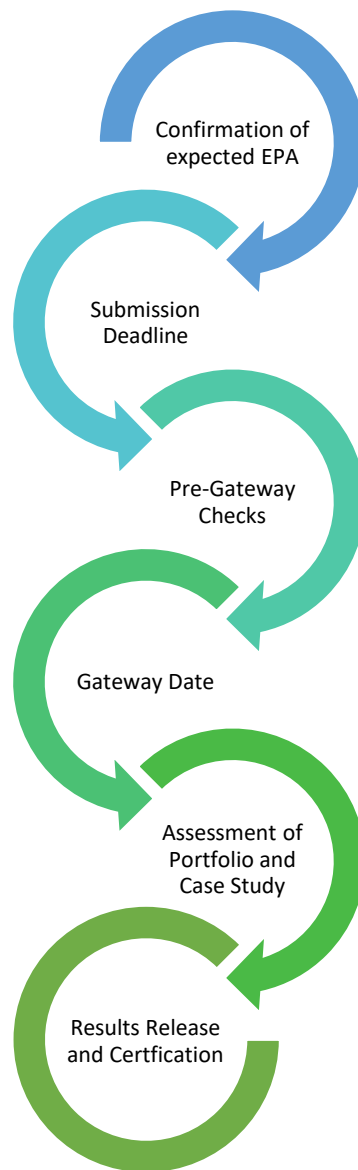 Confirmation of
expected EPA
Submission
Deadline
Pre-Gateway
Checks
Gateway Date
Assessment of
Portfolio and
Case Study
Results Release
and Certfication